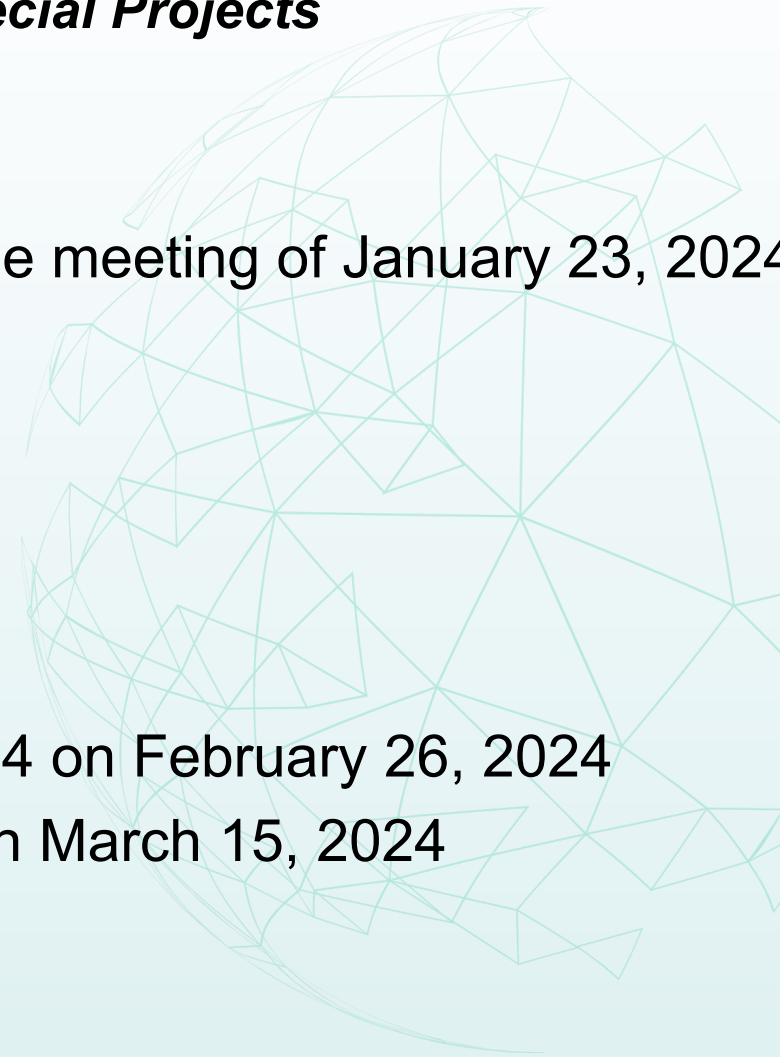 ecial Projects
e meeting of January 23, 2024
4 on February 26, 2024
n March 15, 2024